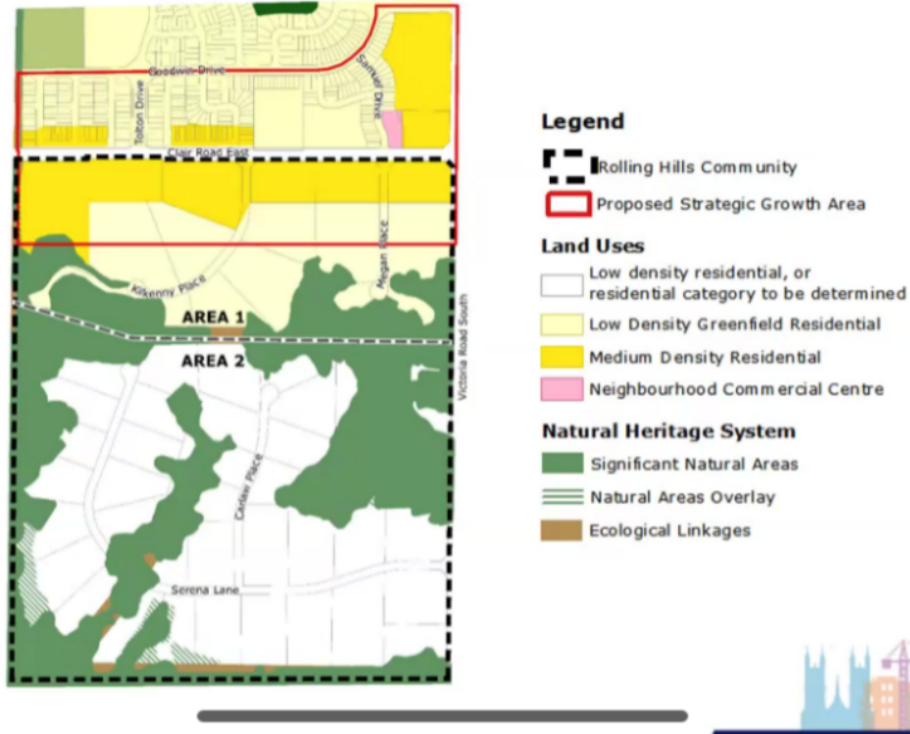 Goodwin Drive
Samuel Drive
Tolton Drive
Clair Road East
Megan Place
Kilkenny Place
Victoria Road South
AREA 1
AREA 2
Carlaw Place
Serena Lane
Legend
Rolling Hills Community
Proposed Strategic Growth Area
Land Uses
Low density residential, or
residential category to be determined
Low Density Greenfield Residential
Medium Density Residential
Neighbourhood Commercial Centre
Natural Heritage System
Significant Natural Areas
Natural Areas Overlay
Ecological Linkages